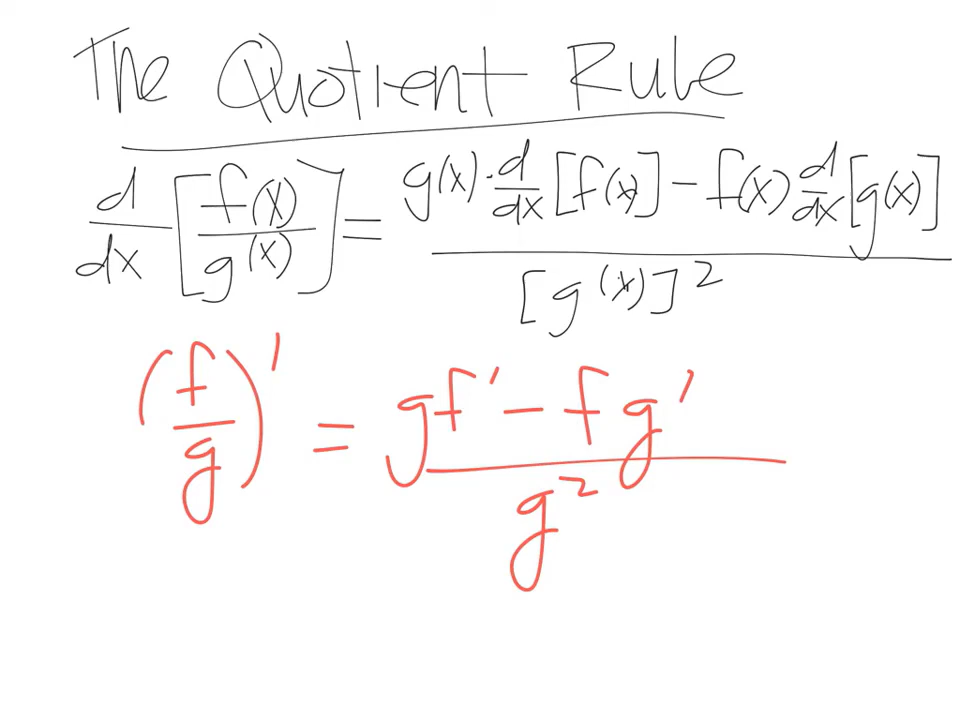 The Quotient Rule
d/dx [f(x)/g(x)] = (g(x) · d/dx [f(x)] − f(x) d/dx [g(x)]) / [g(x)]²
(f/g)' = (gf' − fg') / g²